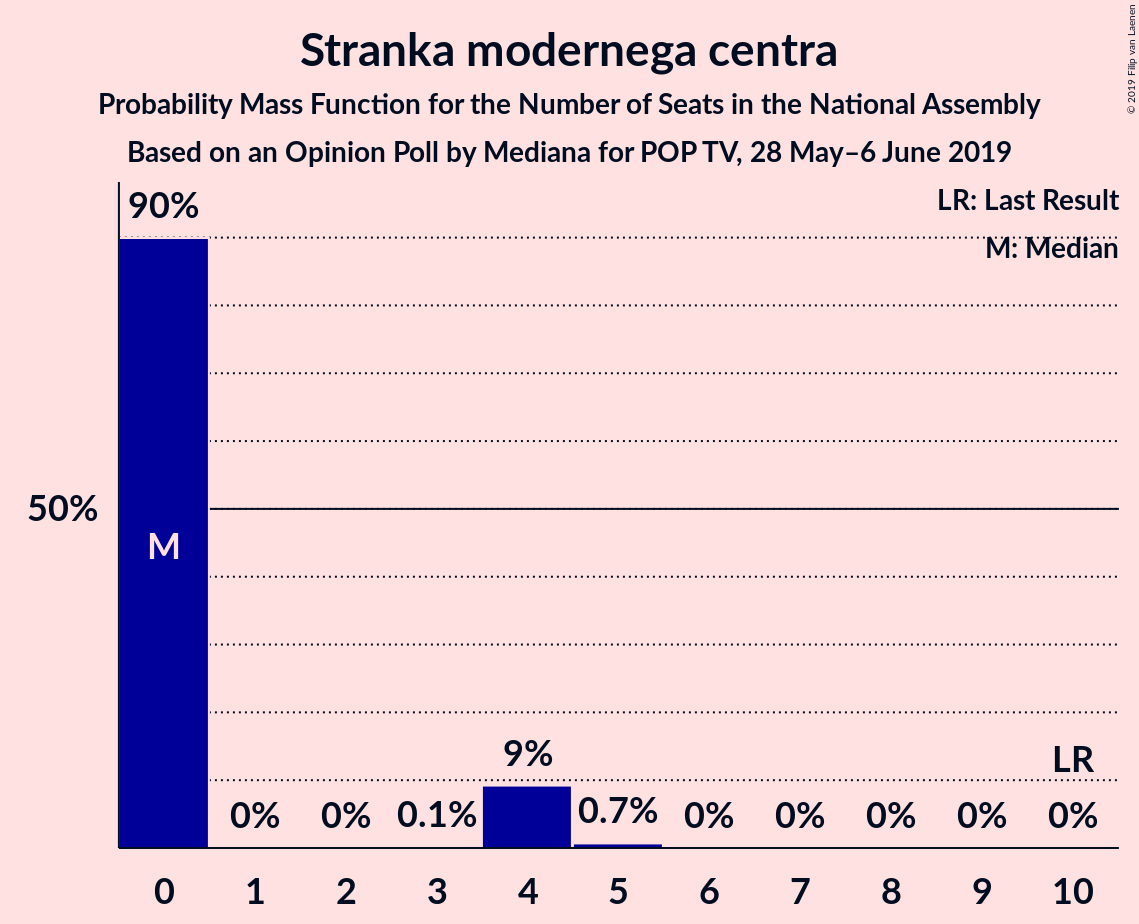 Stranka modernega centra
Probability Mass Function for the Number of Seats in the National Assembly
Based on an Opinion Poll by Mediana for POP TV, 28 May–6 June 2019
© 2019 Filip van Laenen
LR: Last Result
M: Median
90%
50%
M
9%
LR
0% 0% 0.1% 0.7% 0% 0% 0% 0% 0%
0 1 2 3 4 5 6 7 8 9 10